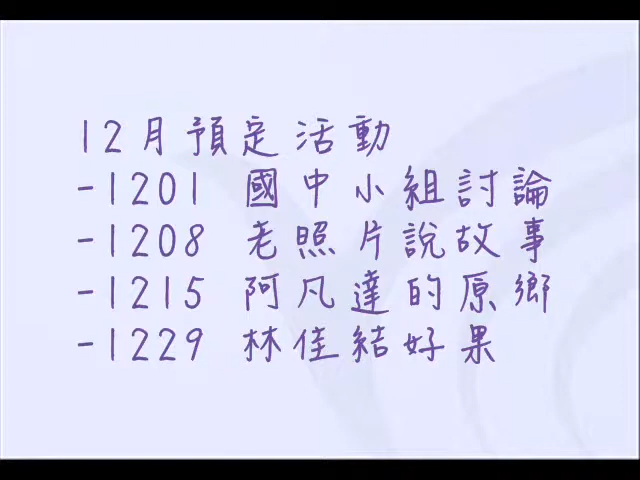 12月預定活動
-1201 國中小組討論
-1208 老照片說故事
-1215 阿凡達的原鄉
-1229 林佳結好果